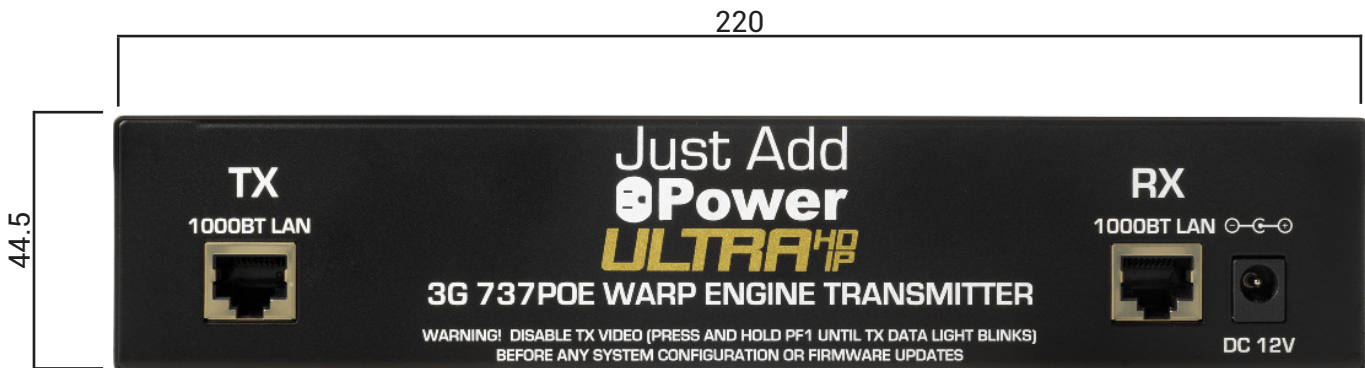 220
44.5
Just Add
Power
ULTRA HD IP
TX
1000BT LAN
RX
1000BT LAN
3G 737POE WARP ENGINE TRANSMITTER
WARNING! DISABLE TX VIDEO (PRESS AND HOLD PF1 UNTIL TX DATA LIGHT BLINKS)
BEFORE ANY SYSTEM CONFIGURATION OR FIRMWARE UPDATES
DC 12V